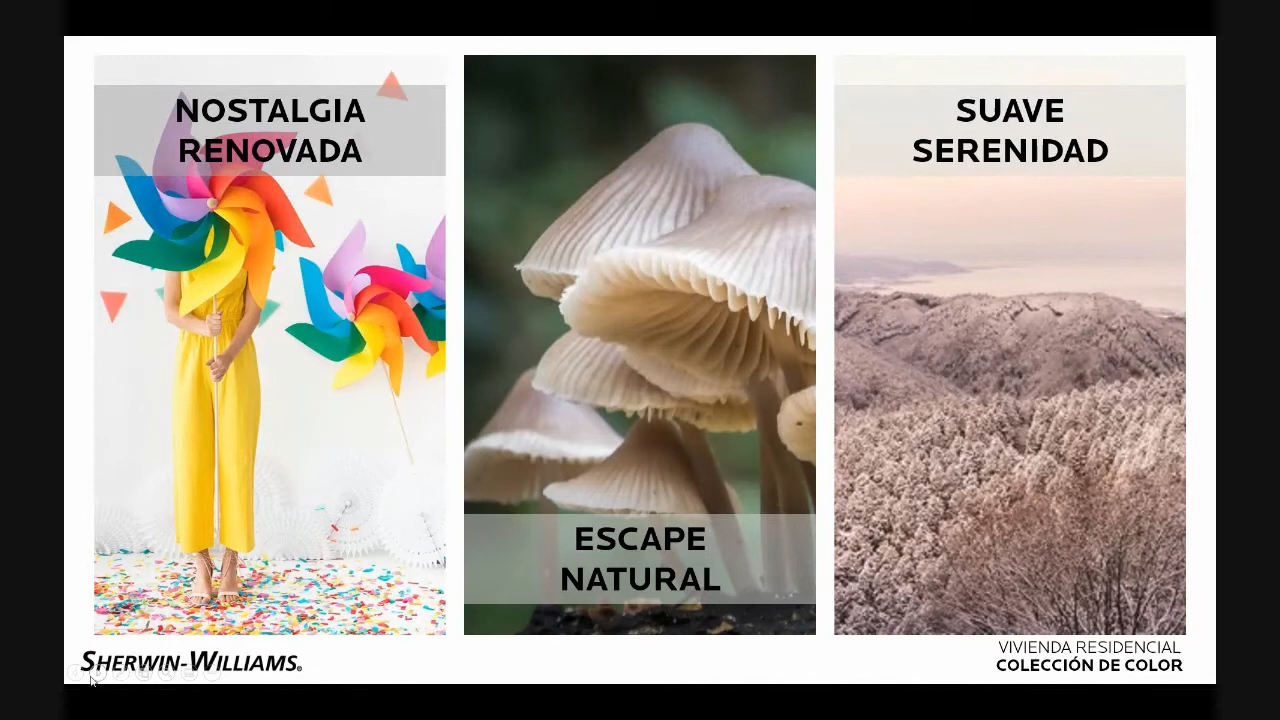 NOSTALGIA
RENOVADA
ESCAPE
NATURAL
SUAVE
SERENIDAD
SHERWIN-WILLIAMS®
VIVIENDA RESIDENCIAL
COLECCIÓN DE COLOR